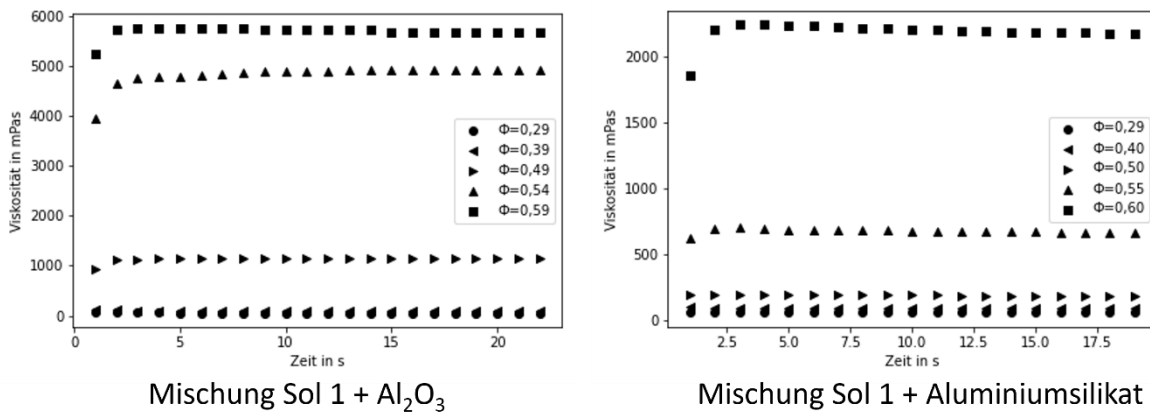 6000
5000
4000
3000
2000
1000
0
Viskosität in mPas
Φ=0,29
Φ=0,39
Φ=0,49
Φ=0,54
Φ=0,59
0 5 10 15 20
Zeit in s
Mischung Sol 1 + Al₂O₃
2000
1500
1000
500
0
Viskosität in mPas
Φ=0,29
Φ=0,40
Φ=0,50
Φ=0,55
Φ=0,60
2.5 5.0 7.5 10.0 12.5 15.0 17.5
Zeit in s
Mischung Sol 1 + Aluminiumsilikat